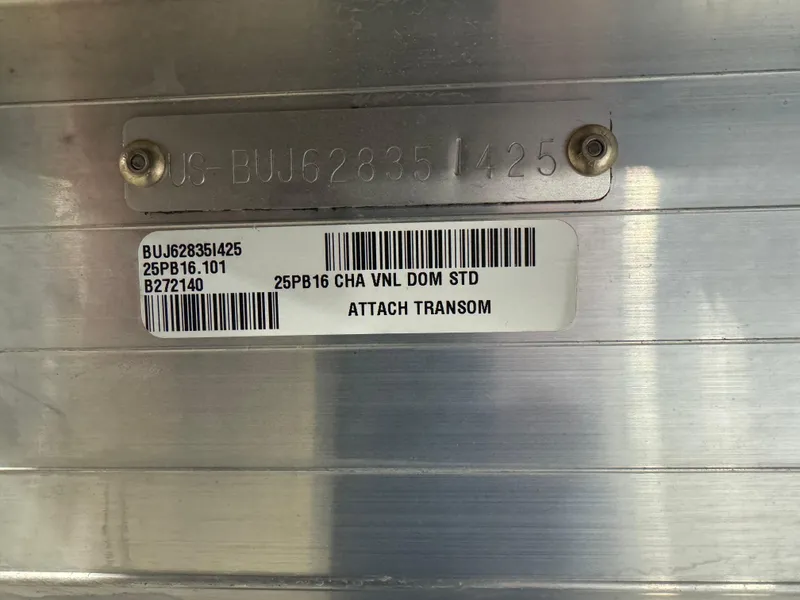 US-BUJ62835I425
BUJ62835I425
25PB16.101
B272140
25PB16 CHA VNL DOM STD
ATTACH TRANSOM